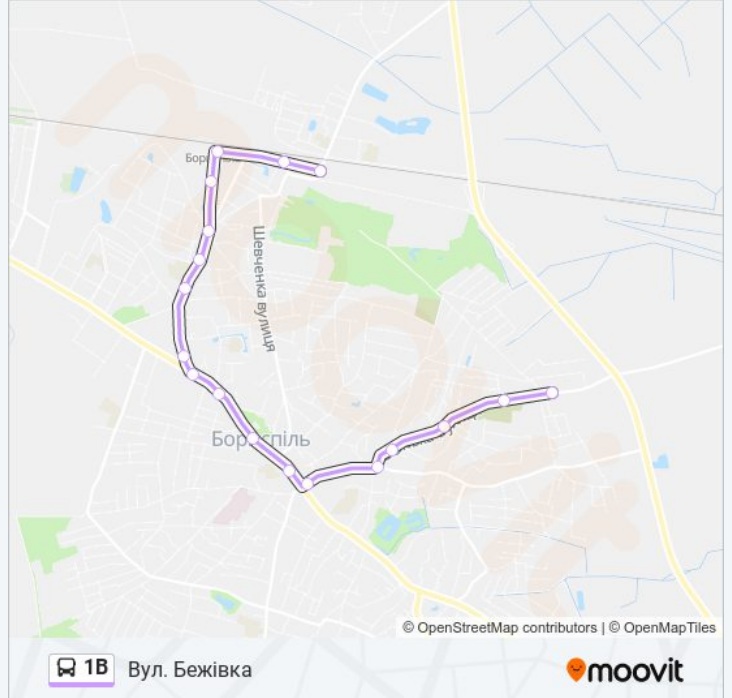 Шевченка вулиця
Бориспіль
© OpenStreetMap contributors | © OpenMapTiles
1В Вул. Бежівка
moovit